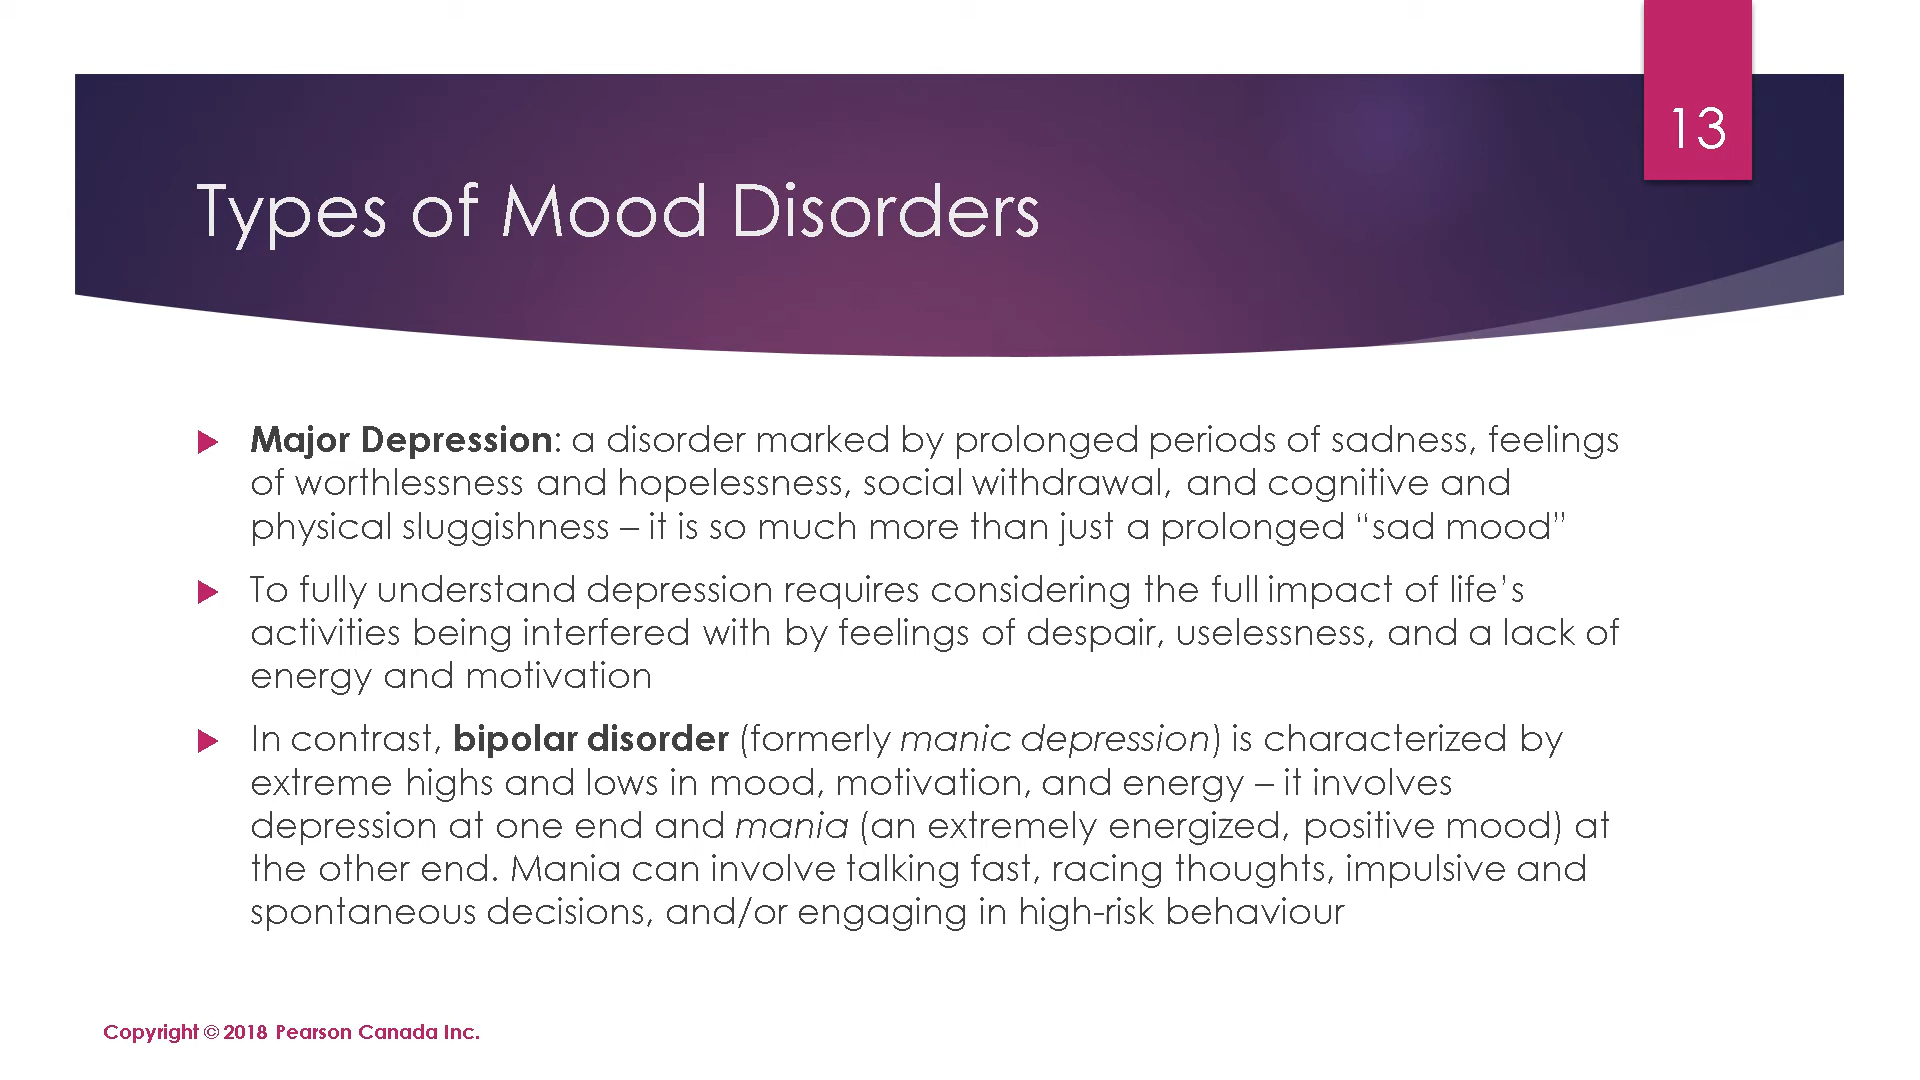 13
Types of Mood Disorders
Major Depression: a disorder marked by prolonged periods of sadness, feelings
of worthlessness and hopelessness, social withdrawal, and cognitive and
physical sluggishness – it is so much more than just a prolonged “sad mood”
To fully understand depression requires considering the full impact of life’s
activities being interfered with by feelings of despair, uselessness, and a lack of
energy and motivation
In contrast, bipolar disorder (formerly manic depression) is characterized by
extreme highs and lows in mood, motivation, and energy – it involves
depression at one end and mania (an extremely energized, positive mood) at
the other end. Mania can involve talking fast, racing thoughts, impulsive and
spontaneous decisions, and/or engaging in high-risk behaviour
Copyright © 2018 Pearson Canada Inc.